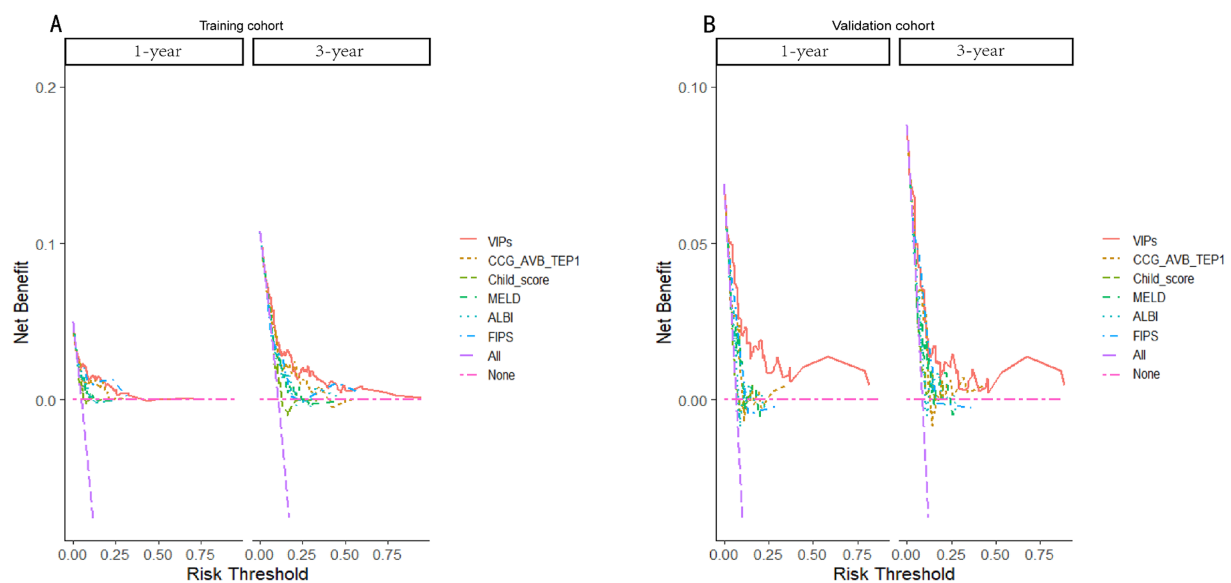 A
Training cohort
1-year
3-year
0.2
0.1
0.0
Net Benefit
0.00 0.25 0.50 0.75
0.00 0.25 0.50 0.75
Risk Threshold
VIPs
CCG_AVB_TEP1
Child_score
MELD
ALBI
FIPS
All
None
B
Validation cohort
1-year
3-year
0.10
0.05
0.00
Net Benefit
0.00 0.25 0.50 0.75
0.00 0.25 0.50 0.75
Risk Threshold
VIPs
CCG_AVB_TEP1
Child_score
MELD
ALBI
FIPS
All
None